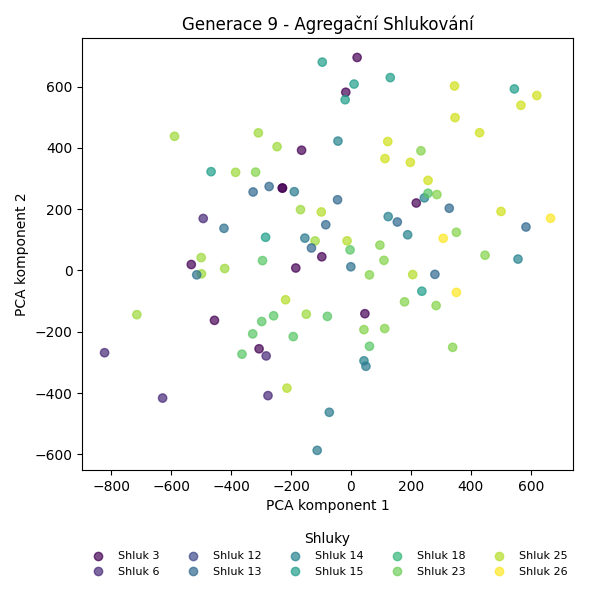 Generace 9 - Agregační Shlukování
PCA komponent 2
600
400
200
0
−200
−400
−600
−800 −600 −400 −200 0 200 400 600
PCA komponent 1
Shluky
Shluk 3 Shluk 12 Shluk 14 Shluk 18 Shluk 25
Shluk 6 Shluk 13 Shluk 15 Shluk 23 Shluk 26